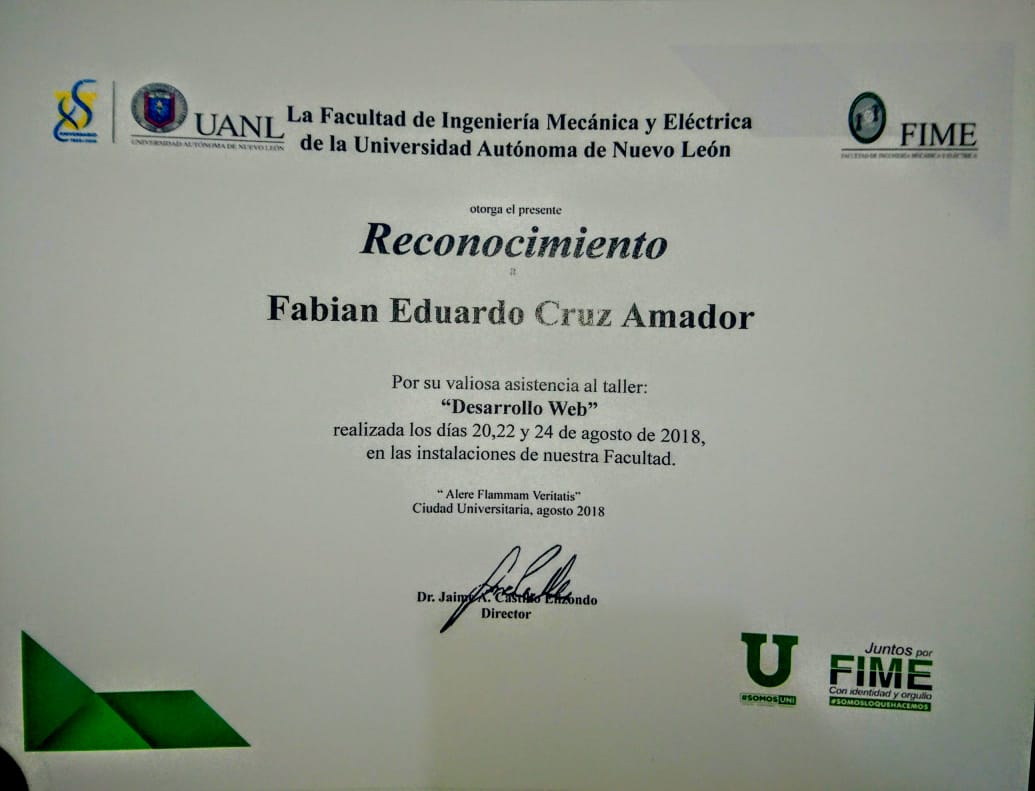 85
ANIVERSARIO
UANL
UNIVERSIDAD AUTÓNOMA DE NUEVO LEÓN
La Facultad de Ingeniería Mecánica y Eléctrica
de la Universidad Autónoma de Nuevo León
FIME
FACULTAD DE INGENIERÍA MECÁNICA Y ELÉCTRICA
otorga el presente
Reconocimiento
a
Fabian Eduardo Cruz Amador
Por su valiosa asistencia al taller:
“Desarrollo Web”
realizada los días 20,22 y 24 de agosto de 2018,
en las instalaciones de nuestra Facultad.
“ Alere Flammam Veritatis”
Ciudad Universitaria, agosto 2018
Dr. Jaime A. Castillo Elizondo
Director
U
#SOMOSUNI
Juntos por
FIME
Con identidad y orgullo
#SOMOSLOQUEHACEMOS